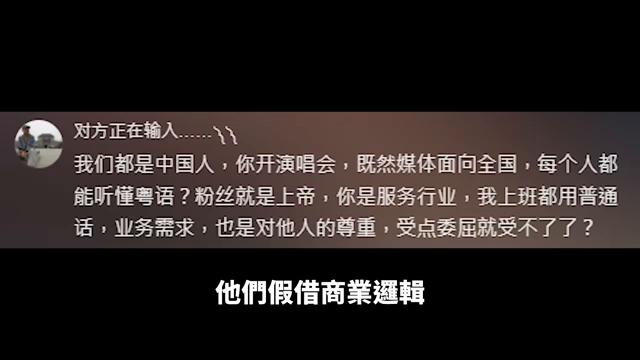 对方正在输入......╮╮
我们都是中国人，你开演唱会，既然媒体面向全国，每个人都
能听懂粤语？粉丝就是上帝，你是服务行业，我上班都用普通
话，业务需求，也是对他人的尊重，受点委屈就受不了了？
他們假借商業邏輯